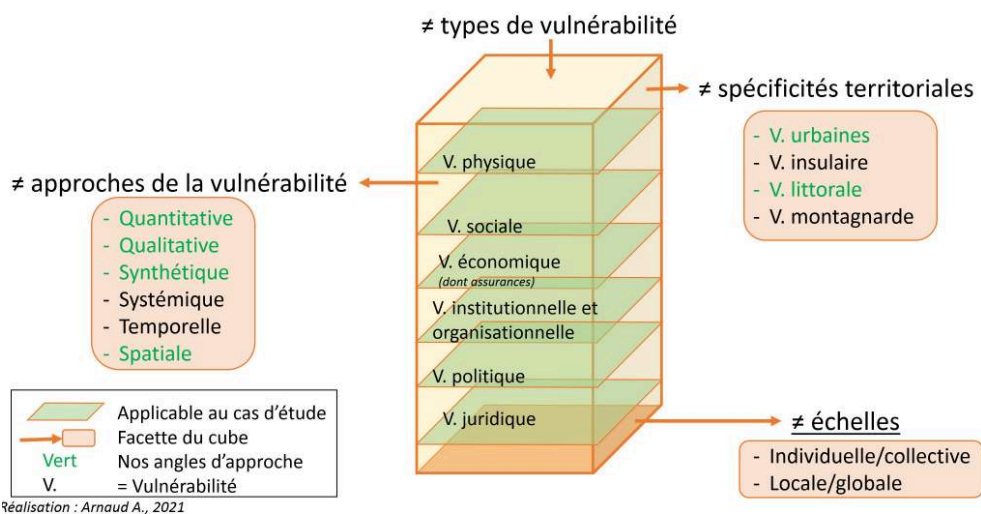 ≠ types de vulnérabilité
≠ spécificités territoriales
- V. urbaines
- V. insulaire
- V. littorale
- V. montagnarde
≠ approches de la vulnérabilité
- Quantitative
- Qualitative
- Synthétique
- Systémique
- Temporelle
- Spatiale
V. physique
V. sociale
V. économique
(dont assurances)
V. institutionnelle et
organisationnelle
V. politique
V. juridique
≠ échelles
- Individuelle/collective
- Locale/globale
Applicable au cas d'étude
Facette du cube
Vert Nos angles d'approche
V. = Vulnérabilité
Réalisation : Arnaud A., 2021